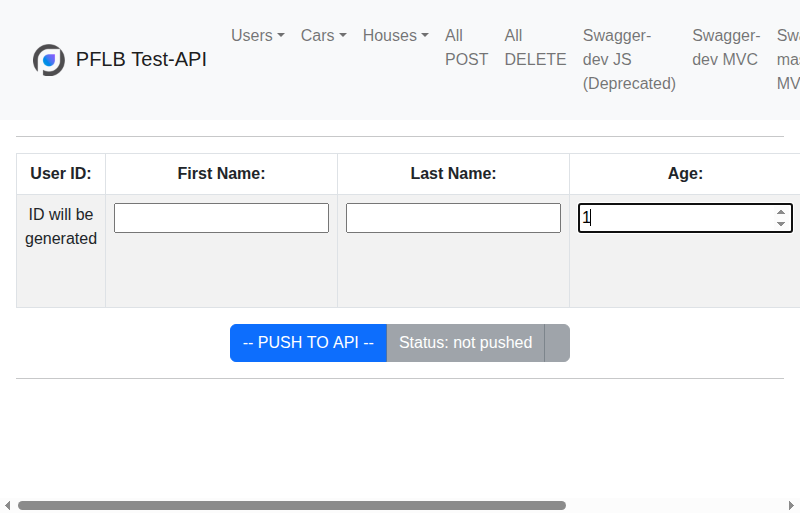 PFLB Test-API
Users
Cars
Houses
All
POST
All
DELETE
Swagger-
dev JS
(Deprecated)
Swagger-
dev MVC
User ID:
First Name:
Last Name:
Age:
ID will be
generated
1
-- PUSH TO API --
Status: not pushed